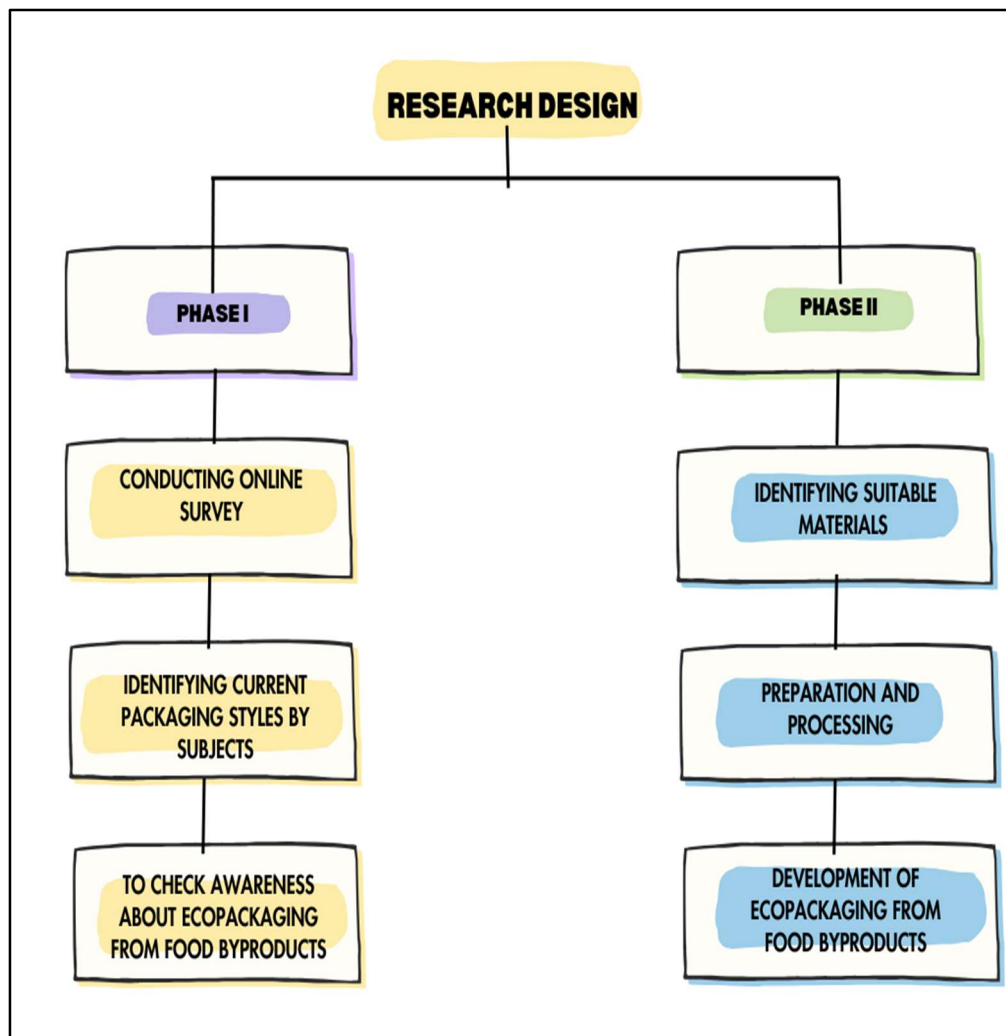 RESEARCH DESIGN
PHASE I
CONDUCTING ONLINE
SURVEY
IDENTIFYING CURRENT
PACKAGING STYLES BY
SUBJECTS
TO CHECK AWARENESS
ABOUT ECOPACKAGING
FROM FOOD BYPRODUCTS
PHASE II
IDENTIFYING SUITABLE
MATERIALS
PREPARATION AND
PROCESSING
DEVELOPMENT OF
ECOPACKAGING FROM
FOOD BYPRODUCTS